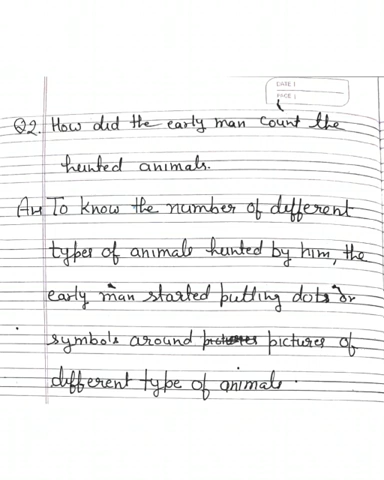 DATE |
PAGE |
Q2. How did the early man count the
hunted animals.
An To know the number of different
types of animals hunted by him, the
early man started putting dots or
symbols around pictures of
different type of animals.